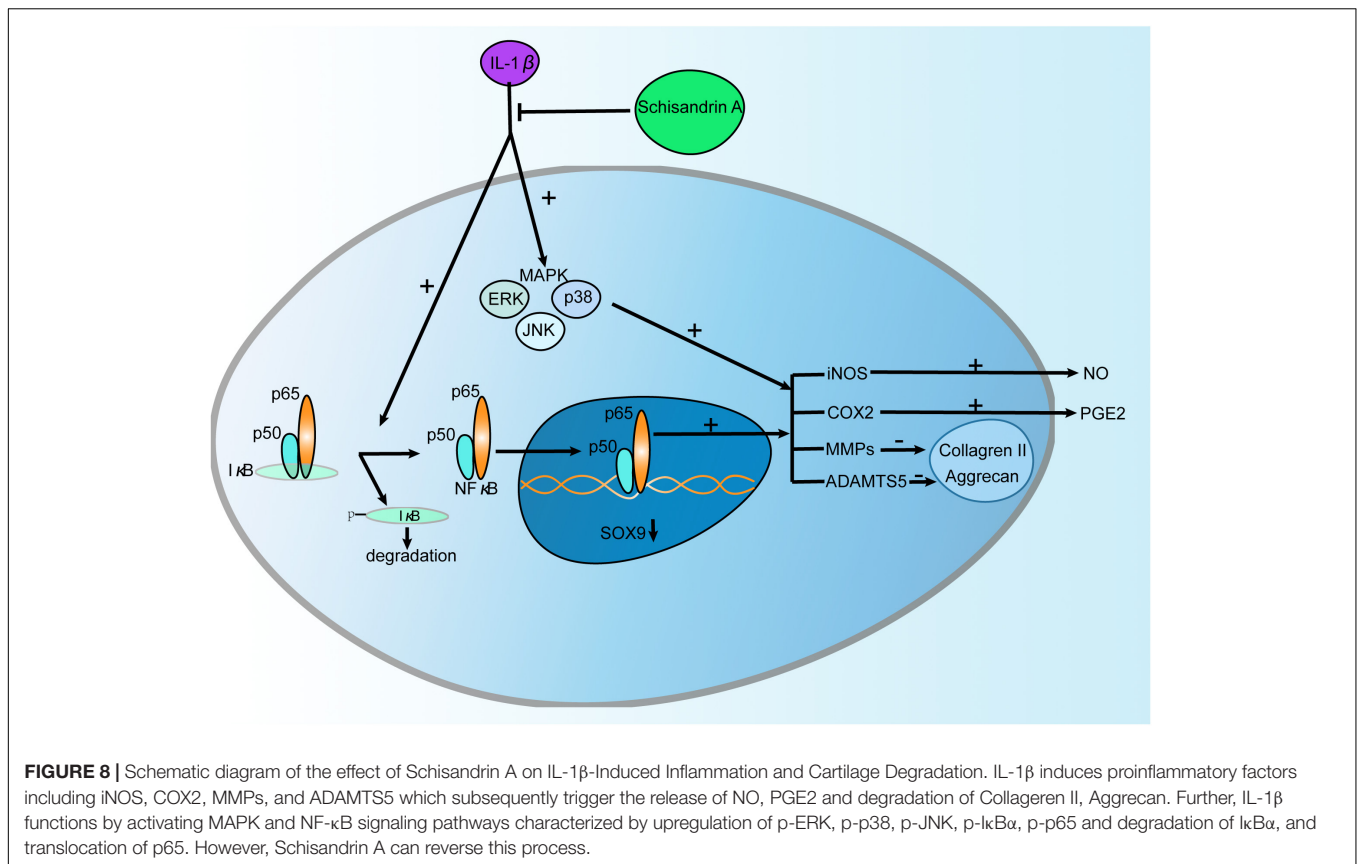 IL-1 β
Schisandrin A
+
+
MAPK
ERK
p38
JNK
+
p65
p50
IκB
p65
p50
NFκB
p
IκB
degradation
p65
p50
+
SOX9
iNOS
+
NO
COX2
+
PGE2
MMPs
-
Collagren II
Aggrecan
ADAMTS5
-
FIGURE 8 | Schematic diagram of the effect of Schisandrin A on IL-1β-Induced Inflammation and Cartilage Degradation. IL-1β induces proinflammatory factors
including iNOS, COX2, MMPs, and ADAMTS5 which subsequently trigger the release of NO, PGE2 and degradation of Collageren II, Aggrecan. Further, IL-1β
functions by activating MAPK and NF-κB signaling pathways characterized by upregulation of p-ERK, p-p38, p-JNK, p-IκBα, p-p65 and degradation of IκBα, and
translocation of p65. However, Schisandrin A can reverse this process.